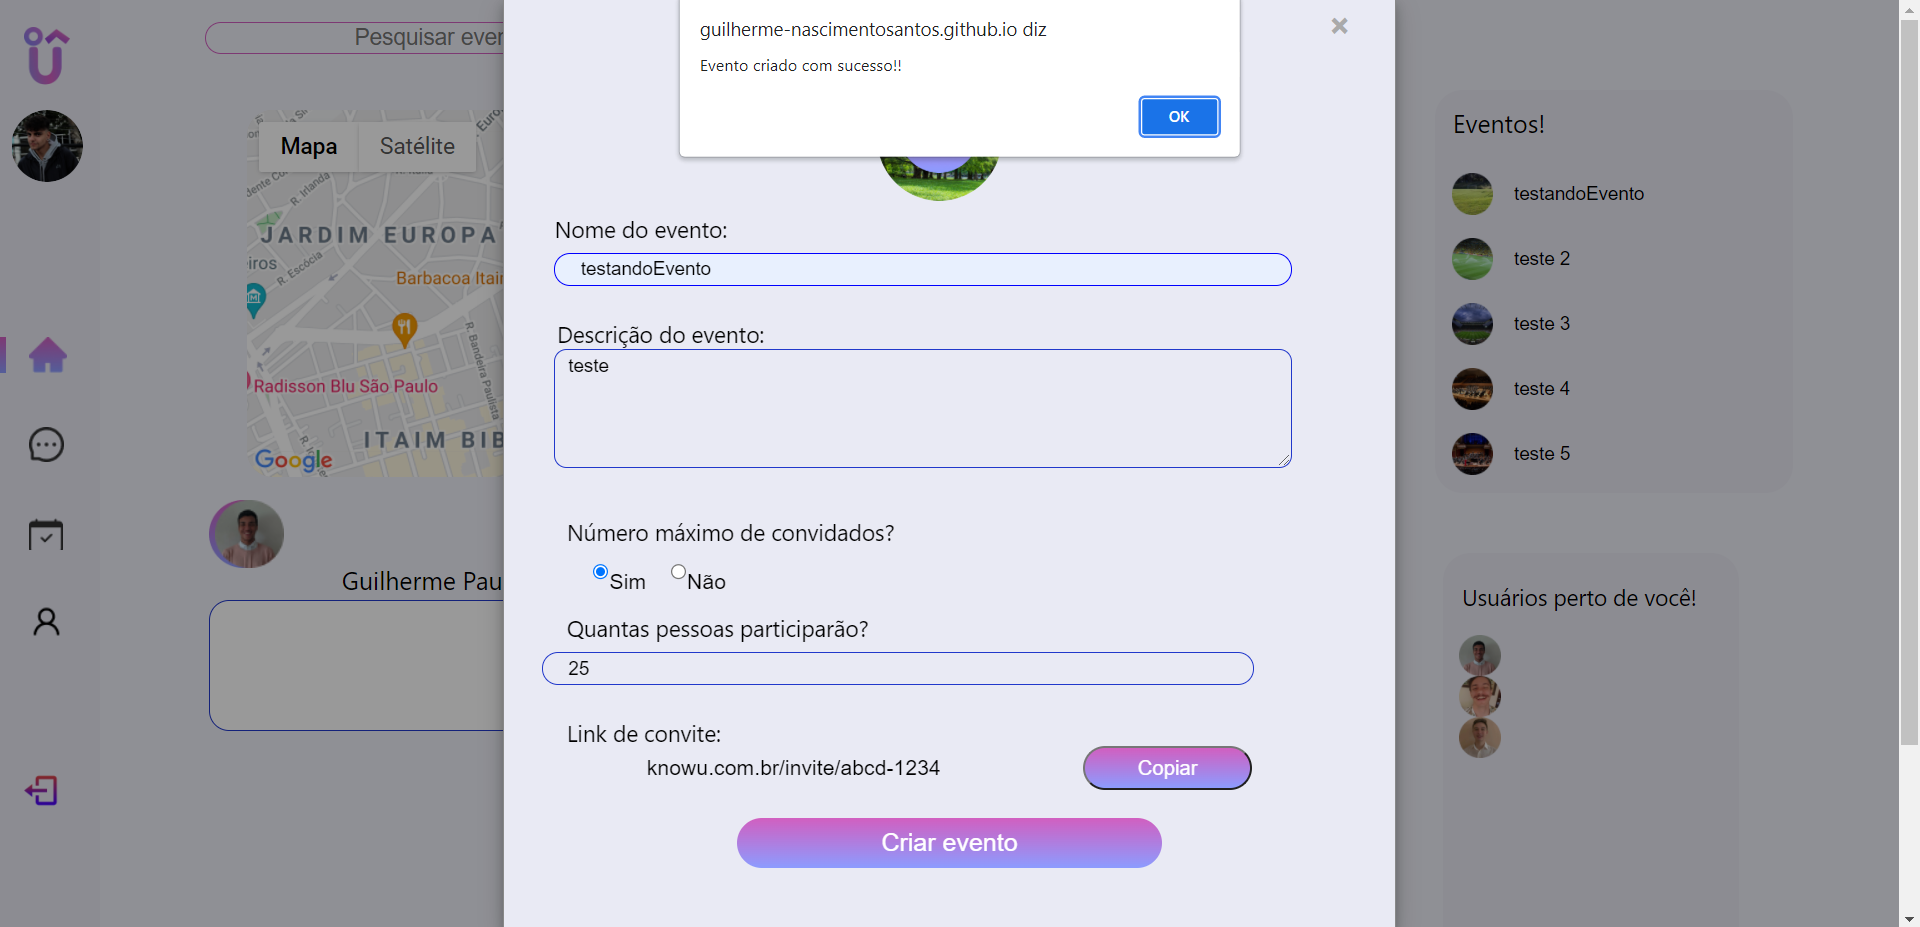 guilherme-nascimentosantos.github.io diz
Evento criado com sucesso!!
OK
Pesquisar ever
Mapa
Satélite
R. Irlanda
JARDIM EUROPA
iros
R. Escócia
Barbacoa Itaim
R. Bandeira Paulista
Radisson Blu São Paulo
ITAIM BIB
Google
Guilherme Pau
×
Nome do evento:
testandoEvento
Descrição do evento:
teste
Número máximo de convidados?
Sim
Não
Quantas pessoas participarão?
25
Link de convite:
knowu.com.br/invite/abcd-1234
Copiar
Criar evento
Eventos!
testandoEvento
teste 2
teste 3
teste 4
teste 5
Usuários perto de você!